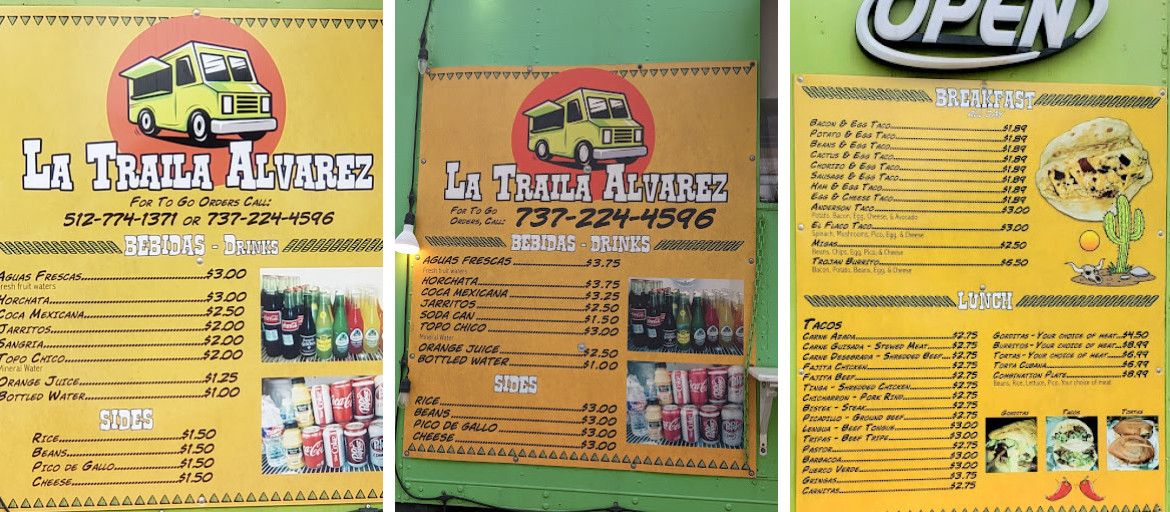 LA TRAILA ALVAREZ
FOR TO GO ORDERS CALL:
512-774-1371 OR 737-224-4596
BEBIDAS - DRINKS
AGUAS FRESCAS $3.00
Fresh fruit waters
HORCHATA $3.00
COCA MEXICANA $2.50
JARRITOS $2.00
SANGRIA $2.00
TOPO CHICO $2.00
Mineral Water
ORANGE JUICE $1.25
BOTTLED WATER $1.00
SIDES
RICE $1.50
BEANS $1.50
PICO DE GALLO $1.50
CHEESE $1.50
LA TRAILA ALVAREZ
FOR TO GO
ORDERS, CALL: 737-224-4596
BEBIDAS - DRINKS
AGUAS FRESCAS $3.75
Fresh fruit waters
HORCHATA $3.75
COCA MEXICANA $3.25
JARRITOS $2.50
SODA CAN $1.50
TOPO CHICO $3.00
Mineral Water
ORANGE JUICE $2.50
BOTTLED WATER $1.00
SIDES
RICE $3.00
BEANS $3.00
PICO DE GALLO $3.00
CHEESE $3.00
OPEN
BREAKFAST
ALL DAY
BACON & EGG TACO $1.89
POTATO & EGG TACO $1.89
BEANS & EGG TACO $1.89
CACTUS & EGG TACO $1.89
CHORIZO & EGG TACO $1.89
SAUSAGE & EGG TACO $1.89
HAM & EGG TACO $1.89
EGG & CHEESE TACO $1.89
ANDERSON TACO $3.00
Potato, Bacon, Egg, Cheese, & Avocado
EL FLACO TACO $3.00
Spinach, Mushrooms, Pico, Egg, & Cheese
MIGAS $2.50
Beans, Chips, Egg, Pico, & Cheese
TROJAN BURRITO $6.50
Bacon, Potato, Beans, Egg, & Cheese
LUNCH
TACOS
CARNE ASADA $2.75
CARNE GUISADA - STEWED MEAT $2.75
CARNE DESEBRADA - SHREDDED BEEF $2.75
FAJITA CHICKEN $2.75
FAJITA BEEF $2.75
TINGA - SHREDDED CHICKEN $2.75
CHICHARRON - PORK RIND $2.75
BISTEK - STEAK $2.75
PICADILLO - GROUND BEEF $2.75
LENGUA - BEEF TONGUE $3.00
TRIPAS - BEEF TRIPE $3.00
PASTOR $2.75
BARBACOA $3.00
PUERCO VERDE $3.00
GRINGAS $3.75
CARNITAS $2.75
GORDITAS - YOUR CHOICE OF MEAT $4.50
BURRITOS - YOUR CHOICE OF MEAT $8.99
TORTAS - YOUR CHOICE OF MEAT $6.99
TORTA CUBANA $6.99
COMBINATION PLATE $8.99
Beans, Rice, Lettuce, Pico, Your choice of meat
GORDITAS
TACOS
TORTAS